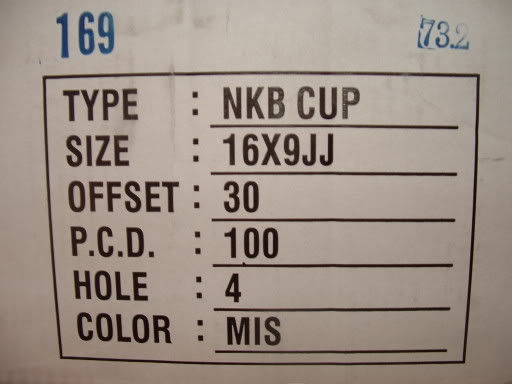 169 73.2
TYPE : NKB CUP
SIZE : 16X9JJ
OFFSET : 30
P.C.D. : 100
HOLE : 4
COLOR : MIS